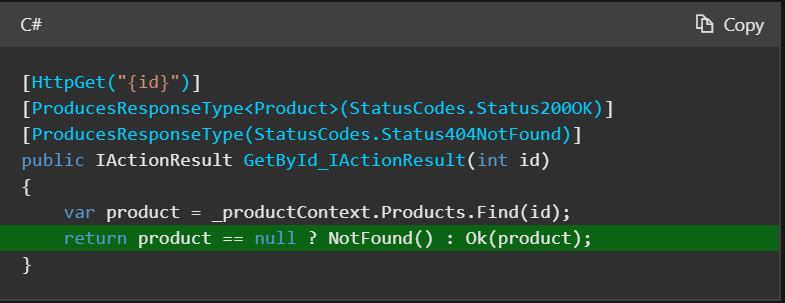 C#
Copy
[HttpGet("{id}")]
[ProducesResponseType<Product>(StatusCodes.Status200OK)]
[ProducesResponseType(StatusCodes.Status404NotFound)]
public IActionResult GetById_IActionResult(int id)
{
    var product = _productContext.Products.Find(id);
    return product == null ? NotFound() : Ok(product);
}